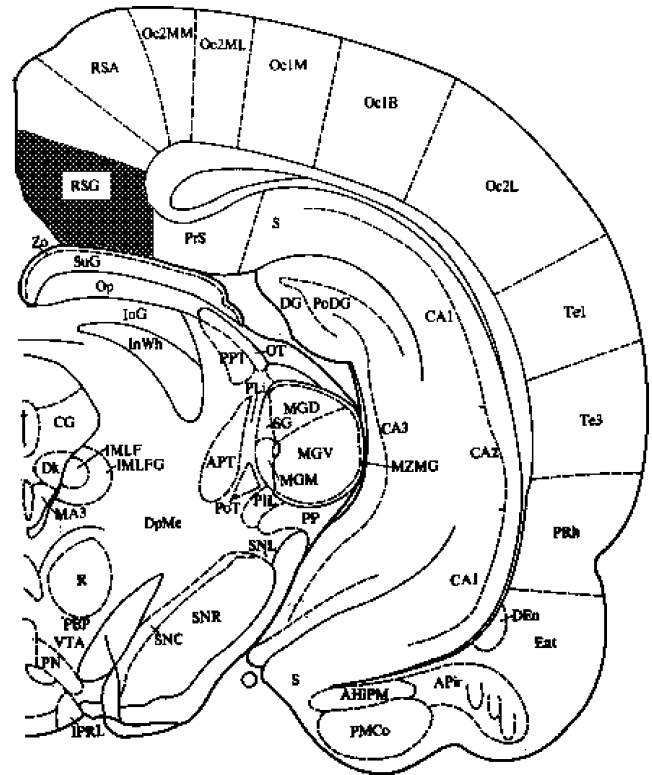 Oc2MM
Oc2ML
Oc1M
RSA
Oc1B
Oc2L
RSG
PrS
S
Zo
SuG
Op
DG
PoDG
InG
CA1
Te1
InWh
OT
PPT
PLi
MGD
SG
CG
CA3
Te3
MGV
CA2
IMLF
APT
Dk
IMLFG
MZMG
MGM
PIL
PoT
MA3
PP
DpMe
PRh
SNL
R
CA1
SNR
DEn
PBP
Ent
VTA
SNC
IPN
S
APir
AHiPM
IPRL
PMCo